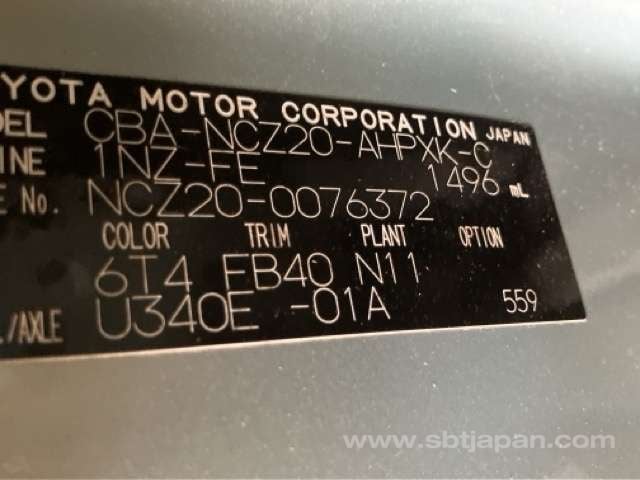 OYOTA MOTOR CORPORATION JAPAN
DEL CBA-NCZ20-AHPXK-C
INE 1NZ-FE 1496 mL
E No. NCZ20-0076372
COLOR TRIM PLANT OPTION
6T4 FB40 N11
./AXLE U340E -01A 559
www.sbtjapan.com